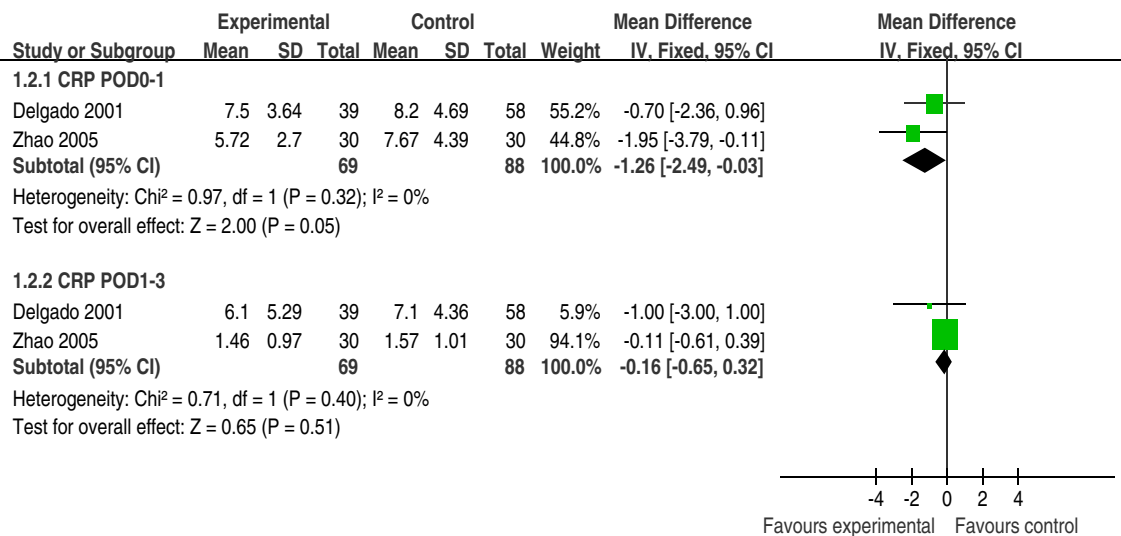 Experimental Control Mean Difference Mean Difference
Study or Subgroup Mean SD Total Mean SD Total Weight IV, Fixed, 95% CI IV, Fixed, 95% CI
1.2.1 CRP POD0-1
Delgado 2001 7.5 3.64 39 8.2 4.69 58 55.2% -0.70 [-2.36, 0.96]
Zhao 2005 5.72 2.7 30 7.67 4.39 30 44.8% -1.95 [-3.79, -0.11]
Subtotal (95% CI) 69 88 100.0% -1.26 [-2.49, -0.03]
Heterogeneity: Chi² = 0.97, df = 1 (P = 0.32); I² = 0%
Test for overall effect: Z = 2.00 (P = 0.05)
1.2.2 CRP POD1-3
Delgado 2001 6.1 5.29 39 7.1 4.36 58 5.9% -1.00 [-3.00, 1.00]
Zhao 2005 1.46 0.97 30 1.57 1.01 30 94.1% -0.11 [-0.61, 0.39]
Subtotal (95% CI) 69 88 100.0% -0.16 [-0.65, 0.32]
Heterogeneity: Chi² = 0.71, df = 1 (P = 0.40); I² = 0%
Test for overall effect: Z = 0.65 (P = 0.51)
-4 -2 0 2 4
Favours experimental Favours control